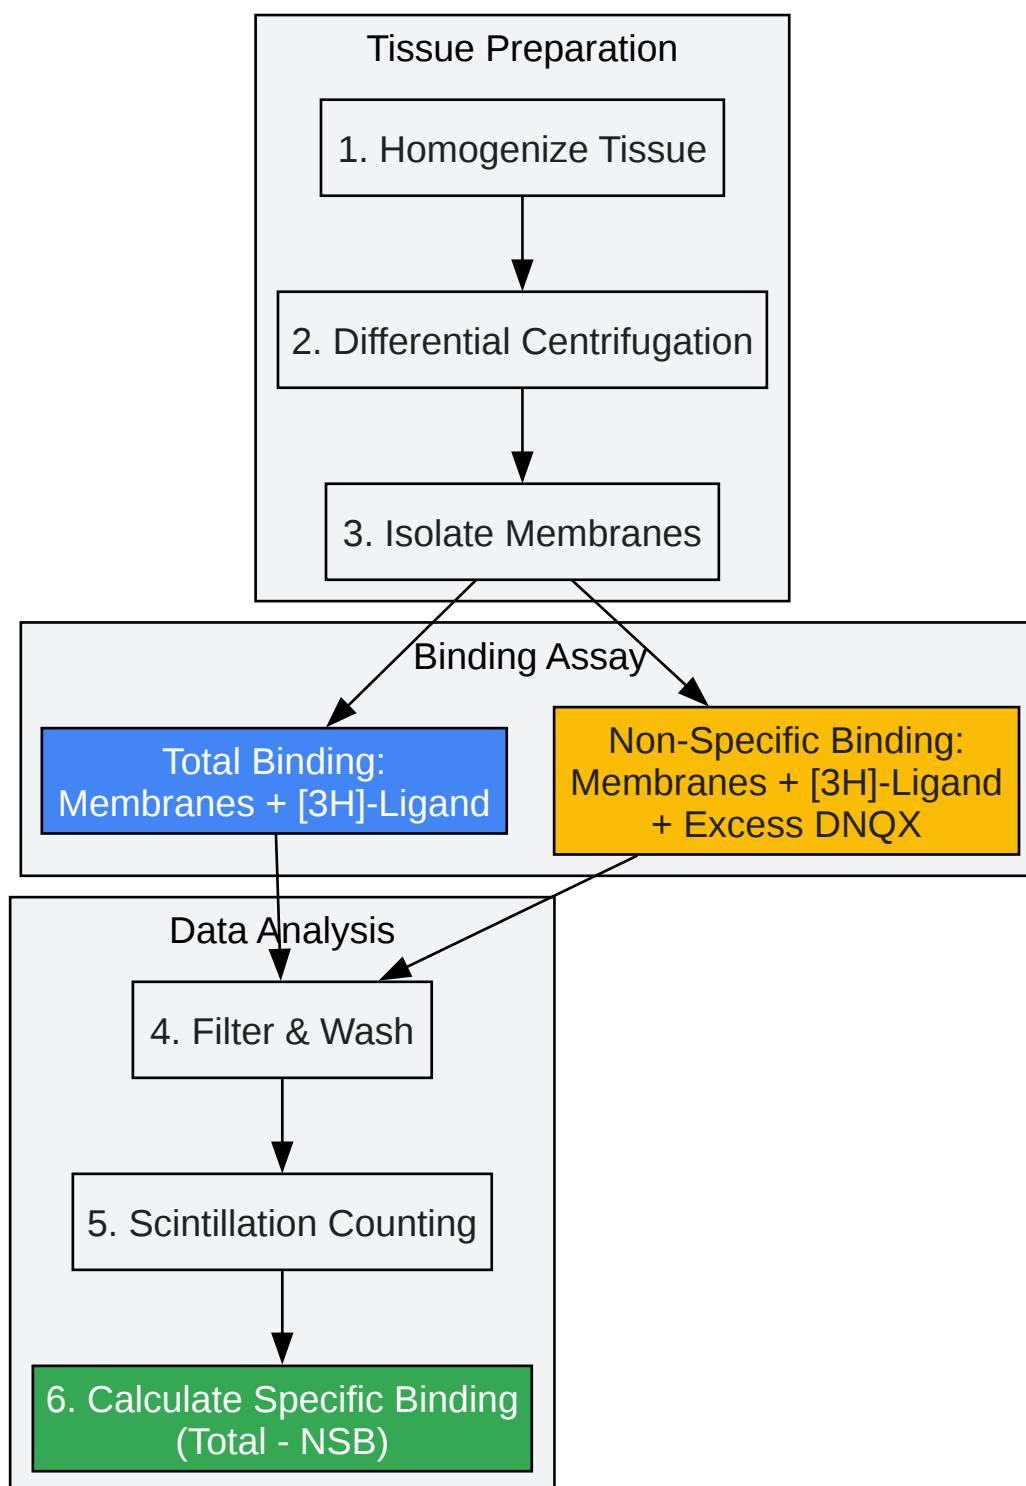 Tissue Preparation
1. Homogenize Tissue
2. Differential Centrifugation
3. Isolate Membranes
Binding Assay
Total Binding:
Membranes + [3H]-Ligand
Non-Specific Binding:
Membranes + [3H]-Ligand
+ Excess DNQX
Data Analysis
4. Filter & Wash
5. Scintillation Counting
6. Calculate Specific Binding
(Total - NSB)